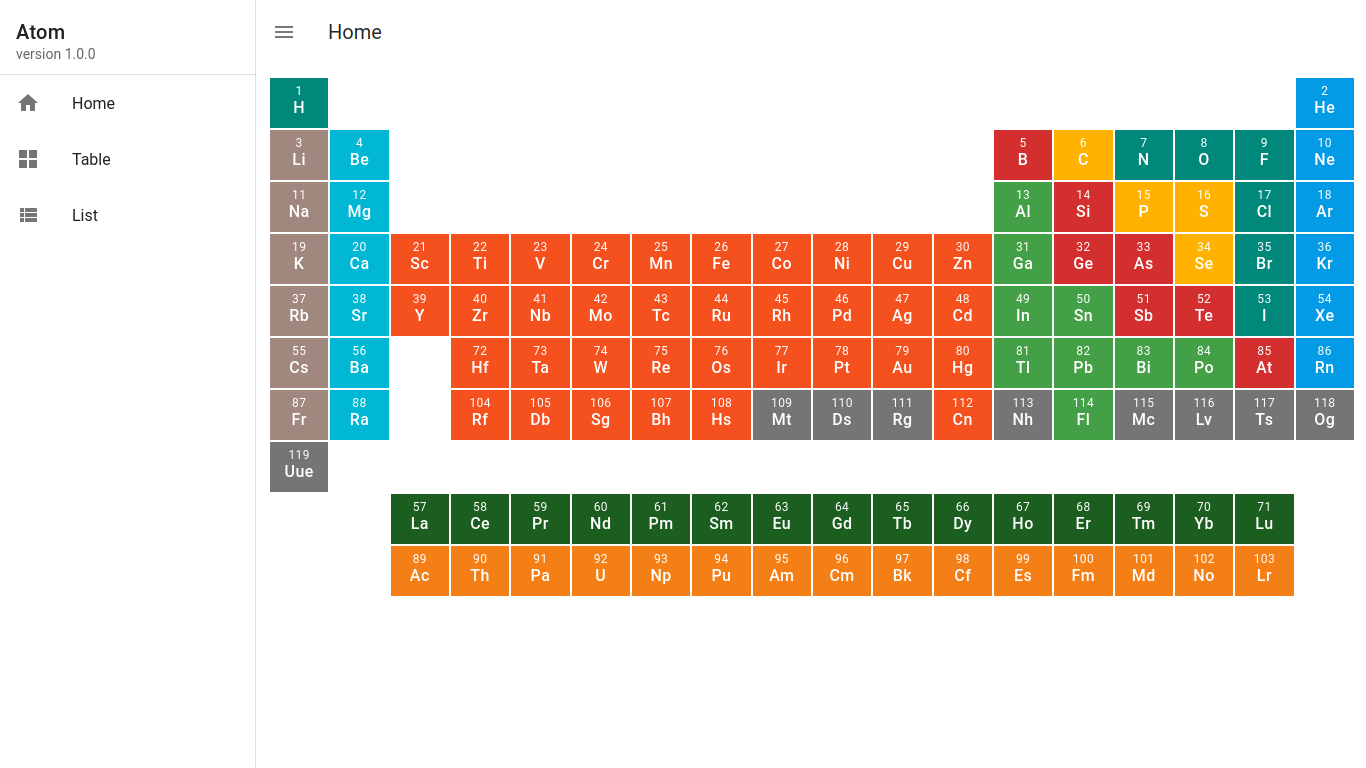 Atom
version 1.0.0
Home
Table
List
Home
1 2
H He
3 4 5 6 7 8 9 10
Li Be B C N O F Ne
11 12 13 14 15 16 17 18
Na Mg Al Si P S Cl Ar
19 20 21 22 23 24 25 26 27 28 29 30 31 32 33 34 35 36
K Ca Sc Ti V Cr Mn Fe Co Ni Cu Zn Ga Ge As Se Br Kr
37 38 39 40 41 42 43 44 45 46 47 48 49 50 51 52 53 54
Rb Sr Y Zr Nb Mo Tc Ru Rh Pd Ag Cd In Sn Sb Te I Xe
55 56 72 73 74 75 76 77 78 79 80 81 82 83 84 85 86
Cs Ba Hf Ta W Re Os Ir Pt Au Hg Tl Pb Bi Po At Rn
87 88 104 105 106 107 108 109 110 111 112 113 114 115 116 117 118
Fr Ra Rf Db Sg Bh Hs Mt Ds Rg Cn Nh Fl Mc Lv Ts Og
119
Uue
57 58 59 60 61 62 63 64 65 66 67 68 69 70 71
La Ce Pr Nd Pm Sm Eu Gd Tb Dy Ho Er Tm Yb Lu
89 90 91 92 93 94 95 96 97 98 99 100 101 102 103
Ac Th Pa U Np Pu Am Cm Bk Cf Es Fm Md No Lr